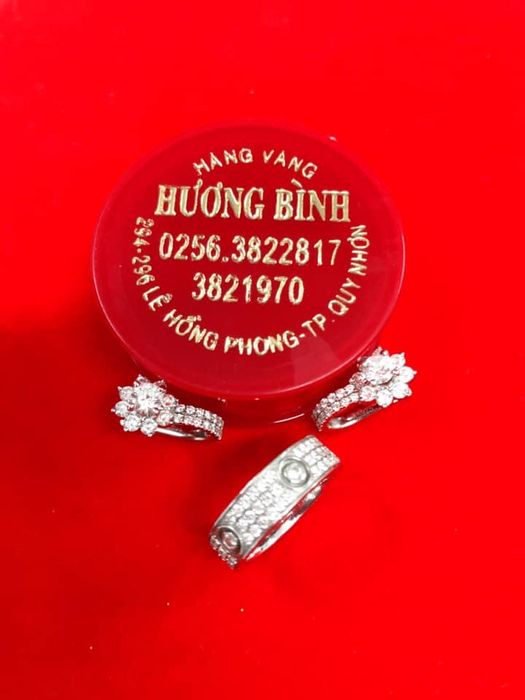 HÀNG VÀNG
HƯƠNG BÌNH
0256.3822817
3821970
294-296 LÊ HỒNG PHONG-TP. QUY NHƠN